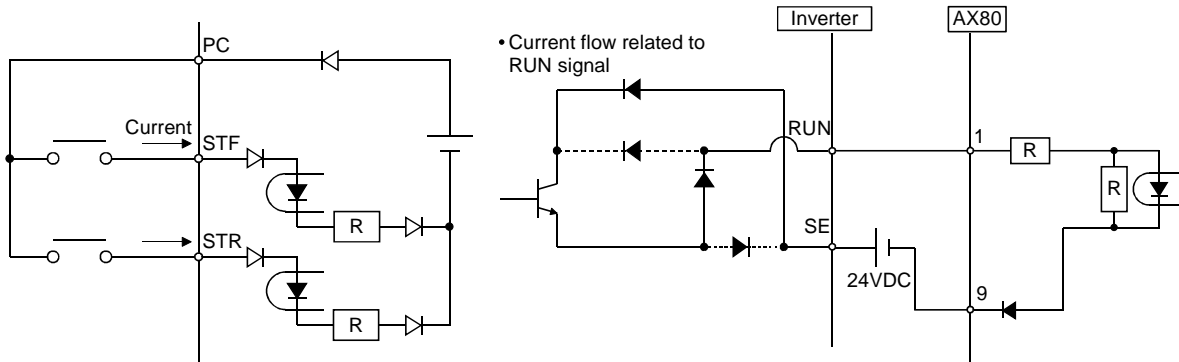 PC
Current
STF
R
STR
R
• Current flow related to
RUN signal
Inverter
AX80
RUN
1
R
R
SE
24VDC
9